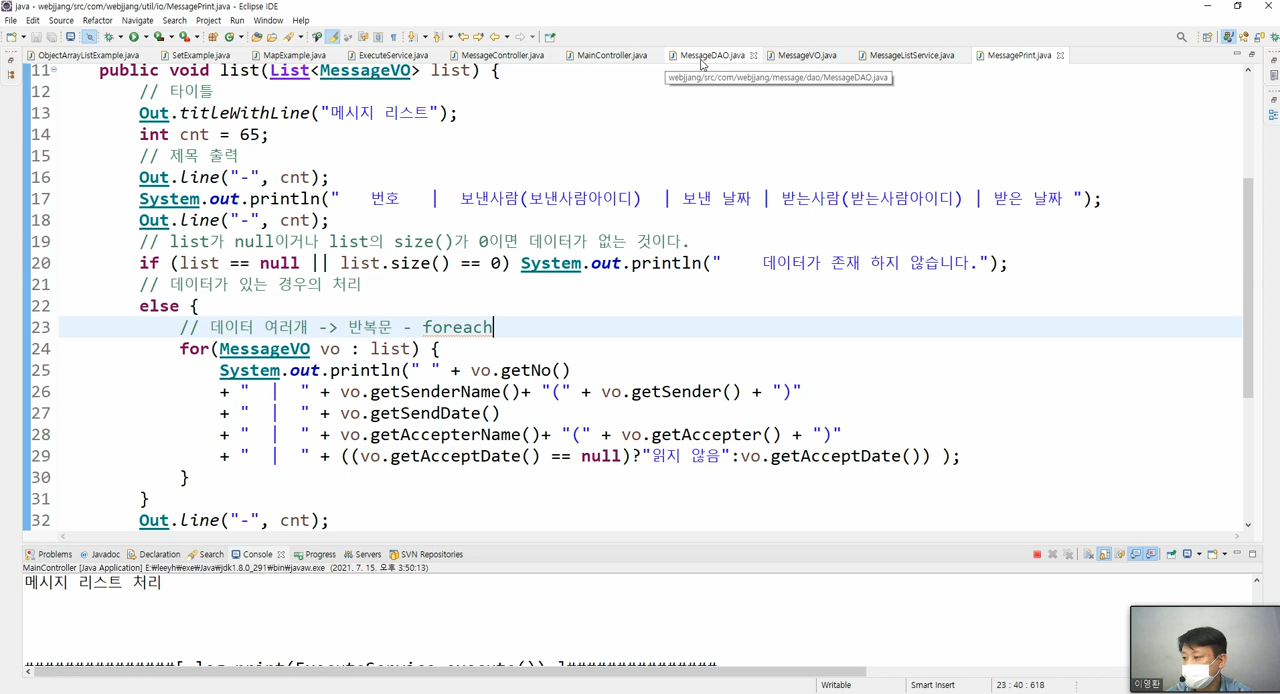 java - webjjang/src/com/webjjang/util/io/MessagePrint.java - Eclipse IDE
File Edit Source Refactor Navigate Search Project Run Window Help
ObjectArrayListExample.java SetExample.java MapExample.java ExecuteService.java MessageController.java MainController.java MessageDAO.java MessageVO.java MessageListService.java MessagePrint.java
webjjang/src/com/webjjang/message/dao/MessageDAO.java
11 public void list(List<MessageVO> list) {
12 // 타이틀
13 Out.titleWithLine("메시지 리스트");
14 int cnt = 65;
15 // 제목 출력
16 Out.line("-", cnt);
17 System.out.println(" 번호 | 보낸사람(보낸사람아이디) | 보낸 날짜 | 받는사람(받는사람아이디) | 받은 날짜 ");
18 Out.line("-", cnt);
19 // list가 null이거나 list의 size()가 0이면 데이터가 없는 것이다.
20 if (list == null || list.size() == 0) System.out.println(" 데이터가 존재 하지 않습니다.");
21 // 데이터가 있는 경우의 처리
22 else {
23 // 데이터 여러개 -> 반복문 - foreach
24 for(MessageVO vo : list) {
25 System.out.println(" " + vo.getNo()
26 + " | " + vo.getSenderName()+ "(" + vo.getSender() + ")"
27 + " | " + vo.getSendDate()
28 + " | " + vo.getAccepterName()+ "(" + vo.getAccepter() + ")"
29 + " | " + ((vo.getAcceptDate() == null)?"읽지 않음":vo.getAcceptDate()) );
30 }
31 }
32 Out.line("-", cnt);
Problems Javadoc Declaration Search Console Progress Servers SVN Repositories
MainController [Java Application] E:\leeyh\exe\Java\jdk1.8.0_291\bin\javaw.exe (2021. 7. 15. 오후 3:50:13)
메시지 리스트 처리
################[ log print(ExecuteService.execute()) ]################
이영환
Writable Smart Insert 23 : 40 : 618